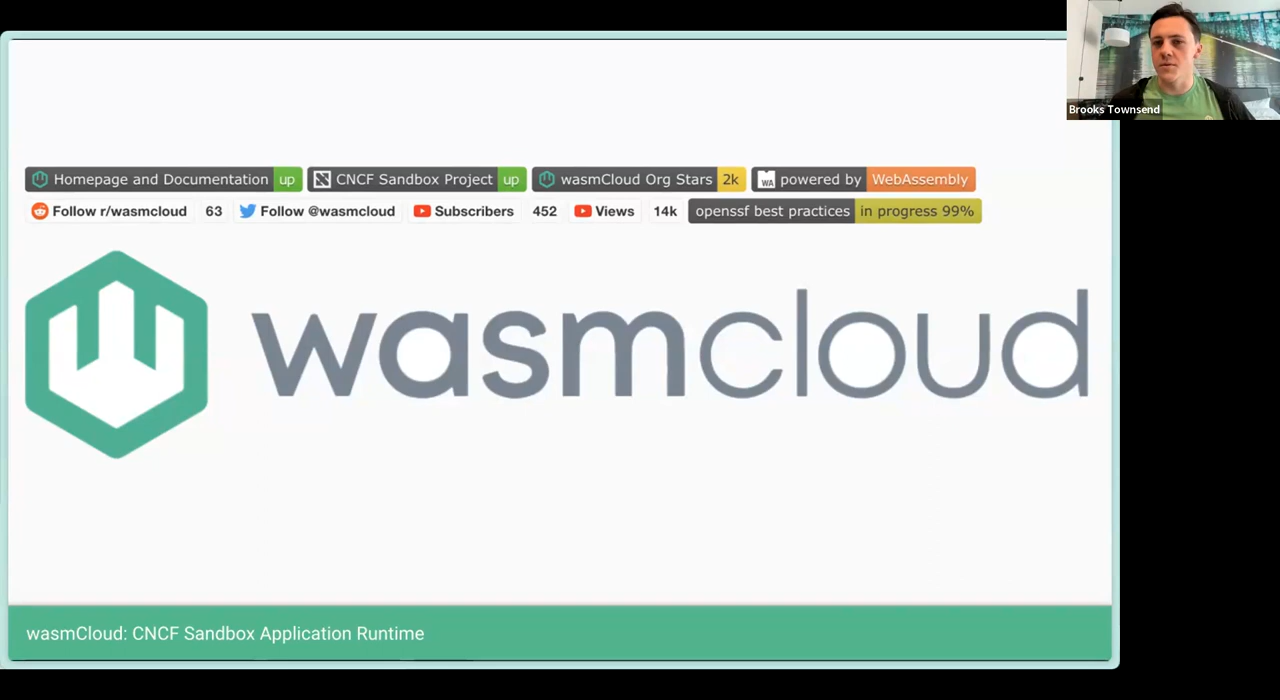 Brooks Townsend
Homepage and Documentation up CNCF Sandbox Project up wasmCloud Org Stars 2k WA powered by WebAssembly
Follow r/wasmcloud 63 Follow @wasmcloud Subscribers 452 Views 14k openssf best practices in progress 99%
wasmcloud
wasmCloud: CNCF Sandbox Application Runtime